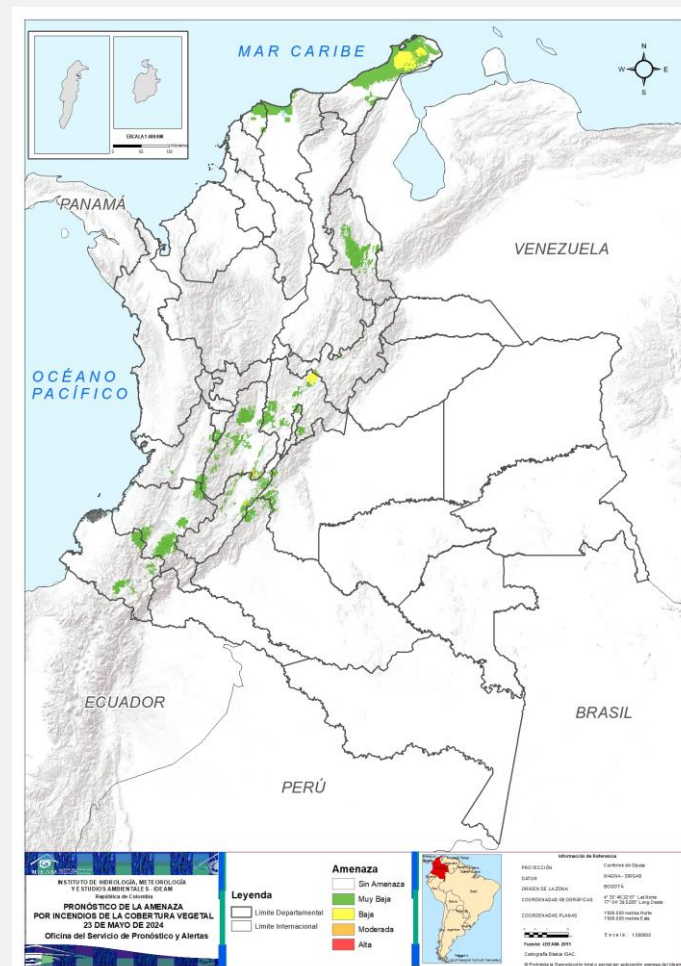 MAR CARIBE
N
W
E
S
PANAMÁ
VENEZUELA
OCÉANO
PACÍFICO
ECUADOR
BRASIL
PERÚ
INSTITUTO DE HIDROLOGÍA, METEOROLOGÍA
Y ESTUDIOS AMBIENTALES - IDEAM
República de Colombia
PRONÓSTICO DE LA AMENAZA
POR INCENDIOS DE LA COBERTURA VEGETAL
23 DE MAYO DE 2024
Oficina del Servicio de Pronóstico y Alertas
Leyenda
Límite Departamental
Límite Internacional
Amenaza
Sin Amenaza
Muy Baja
Baja
Moderada
Alta
Información de Referencia
PROYECCIÓN
DATUM
MAGNA - SIRGAS
ORIGEN DE LA ZONA
BOGOTÁ
COORDENADAS GEOGRÁFICAS
COORDENADAS PLANAS
Fuente: IDEAM, 2011
Cartografía Básica IGAC